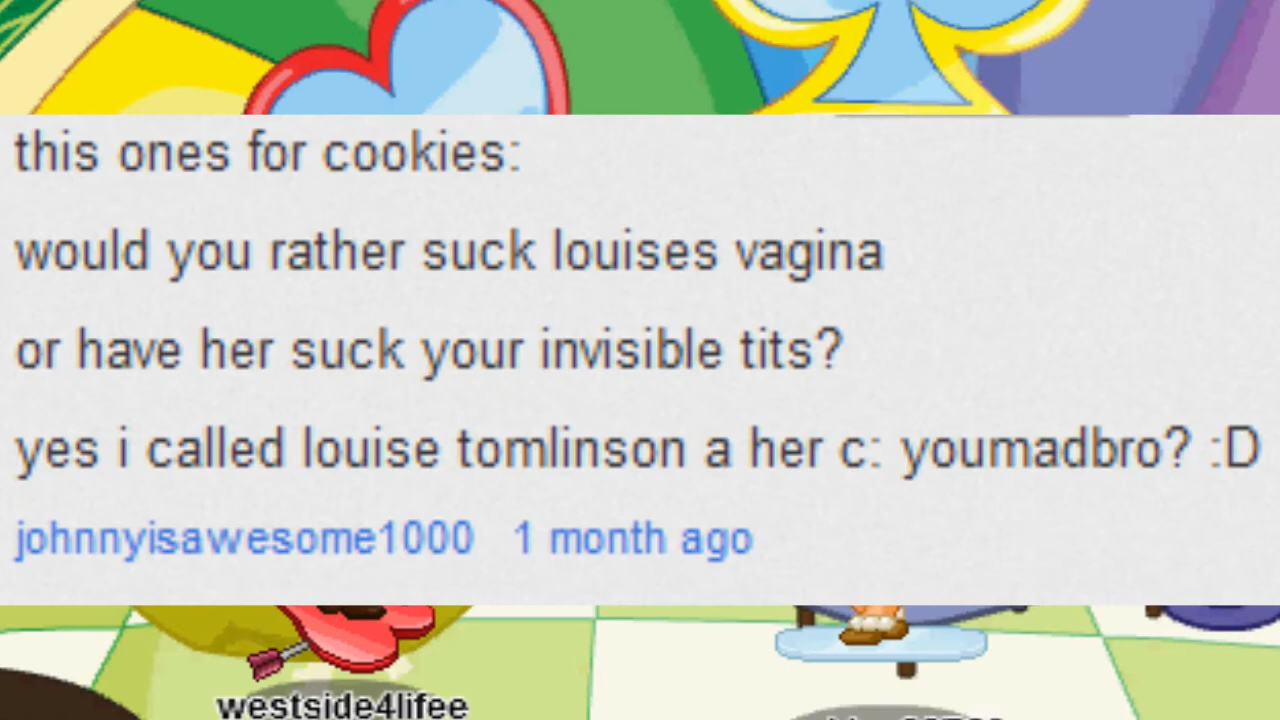 this ones for cookies:
would you rather suck louises vagina
or have her suck your invisible tits?
yes i called louise tomlinson a her c: youmadbro? :D
johnnyisawesome1000 1 month ago
westside4lifee